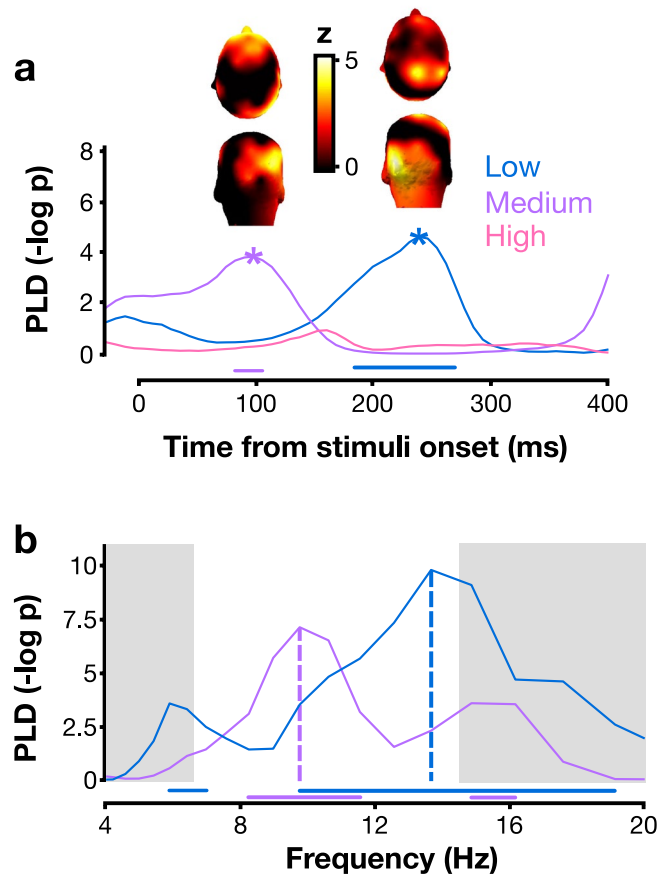 a
z
5
0
Low
Medium
High
PLD (-log p)
8
6
4
2
0
*
*
0 100 200 300 400
Time from stimuli onset (ms)
b
PLD (-log p)
10
7.5
5
2.5
0
4 8 12 16 20
Frequency (Hz)